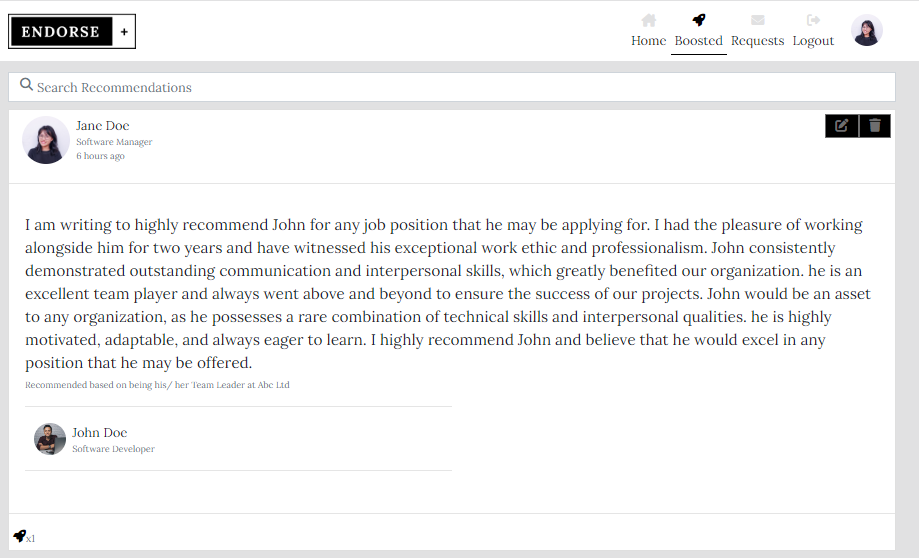 ENDORSE +
Home Boosted Requests Logout
Search Recommendations
Jane Doe
Software Manager
6 hours ago
I am writing to highly recommend John for any job position that he may be applying for. I had the pleasure of working
alongside him for two years and have witnessed his exceptional work ethic and professionalism. John consistently
demonstrated outstanding communication and interpersonal skills, which greatly benefited our organization. he is an
excellent team player and always went above and beyond to ensure the success of our projects. John would be an asset
to any organization, as he possesses a rare combination of technical skills and interpersonal qualities. he is highly
motivated, adaptable, and always eager to learn. I highly recommend John and believe that he would excel in any
position that he may be offered.
Recommended based on being his/ her Team Leader at Abc Ltd
John Doe
Software Developer
x1